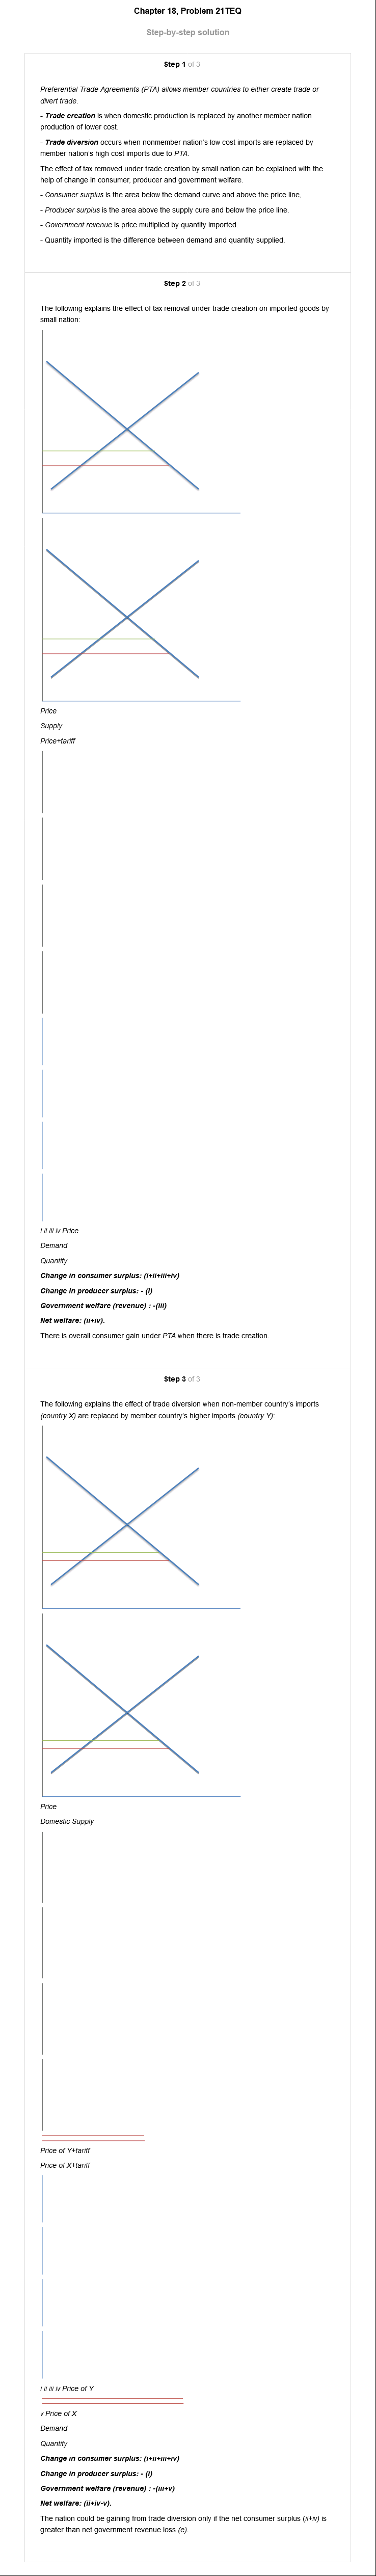 Chapter 18, Problem 21TEQ
Step-by-step solution
Step 1 of 3
Preferential Trade Agreements (PTA) allows member countries to either create trade or
divert trade.
- Trade creation is when domestic production is replaced by another member nation
production of lower cost.
- Trade diversion occurs when nonmember nation's low cost imports are replaced by
member nation's high cost imports due to PTA.
The effect of tax removed under trade creation by small nation can be explained with the
help of change in consumer, producer and government welfare.
- Consumer surplus is the area below the demand curve and above the price line,
- Producer surplus is the area above the supply cure and below the price line.
- Government revenue is price multiplied by quantity imported.
- Quantity imported is the difference between demand and quantity supplied.
Step 2 of 3
The following explains the effect of tax removal under trade creation on imported goods by
small nation:
Price
Supply
Price+tariff
i ii iii iv Price
Demand
Quantity
Change in consumer surplus: (i+ii+iii+iv)
Change in producer surplus: - (i)
Government welfare (revenue) : -(iii)
Net welfare: (ii+iv).
There is overall consumer gain under PTA when there is trade creation.
Step 3 of 3
The following explains the effect of trade diversion when non-member country's imports
(country X) are replaced by member country's higher imports (country Y):
Price
Domestic Supply
Price of Y+tariff
Price of X+tariff
i ii iii iv Price of Y
v Price of X
Demand
Quantity
Change in consumer surplus: (i+ii+iii+iv)
Change in producer surplus: - (i)
Government welfare (revenue) : -(iii+v)
Net welfare: (ii+iv-v).
The nation could be gaining from trade diversion only if the net consumer surplus (ii+iv) is
greater than net government revenue loss (e).